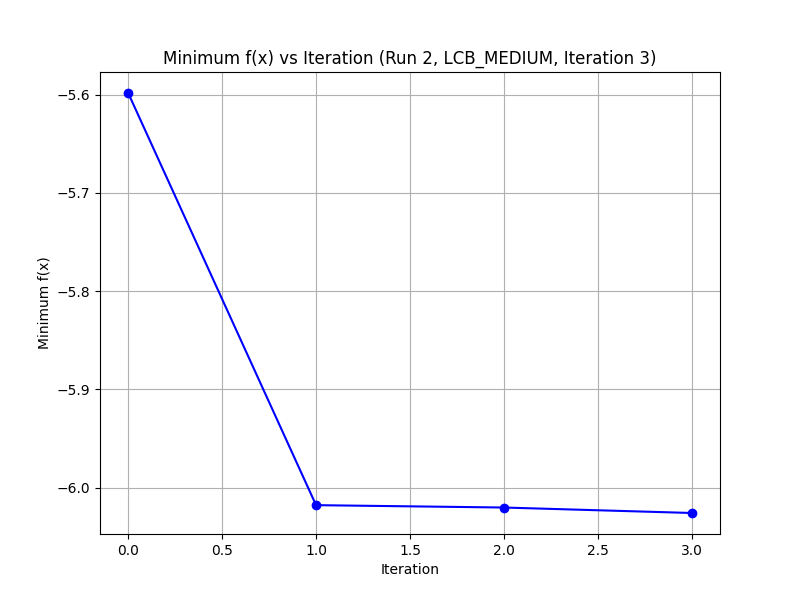 Minimum f(x) vs Iteration (Run 2, LCB_MEDIUM, Iteration 3)
Minimum f(x)
−5.6
−5.7
−5.8
−5.9
−6.0
0.0 0.5 1.0 1.5 2.0 2.5 3.0
Iteration